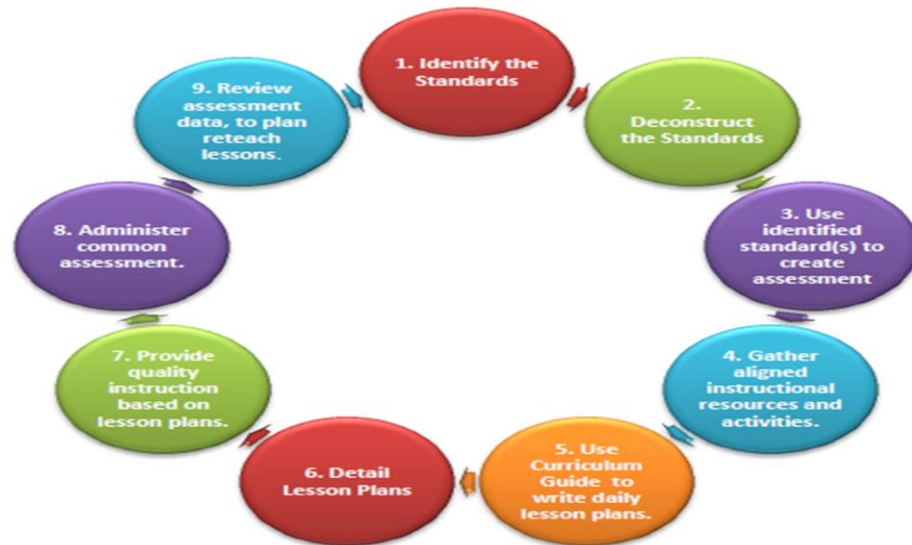 1. Identify the
Standards
2.
Deconstruct
the Standards
3. Use
identified
standard(s) to
create
assessment
4. Gather
aligned
instructional
resources and
activities.
5. Use
Curriculum
Guide to
write daily
lesson plans.
6. Detail
Lesson Plans
7. Provide
quality
instruction
based on
lesson plans.
8. Administer
common
assessment.
9. Review
assessment
data, to plan
reteach
lessons.